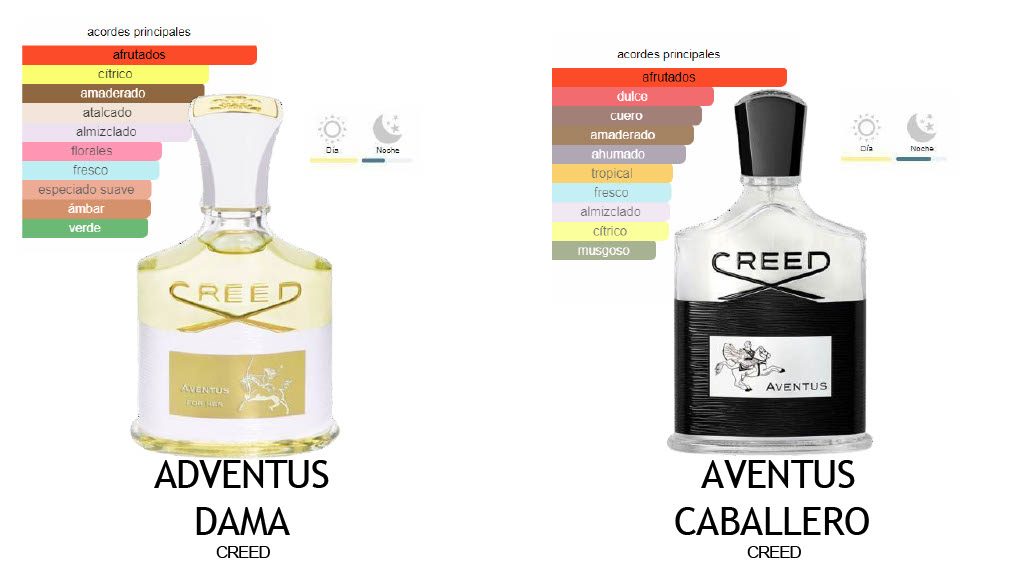 acordes principales
afrutados
cítrico
amaderado
atalcado
almizclado
florales
fresco
especiado suave
ámbar
verde
Día
Noche
CREED
AVENTUS
FOR HER
ADVENTUS
DAMA
CREED
acordes principales
afrutados
dulce
cuero
amaderado
ahumado
tropical
fresco
almizclado
cítrico
musgoso
Día
Noche
CREED
AVENTUS
AVENTUS
CABALLERO
CREED